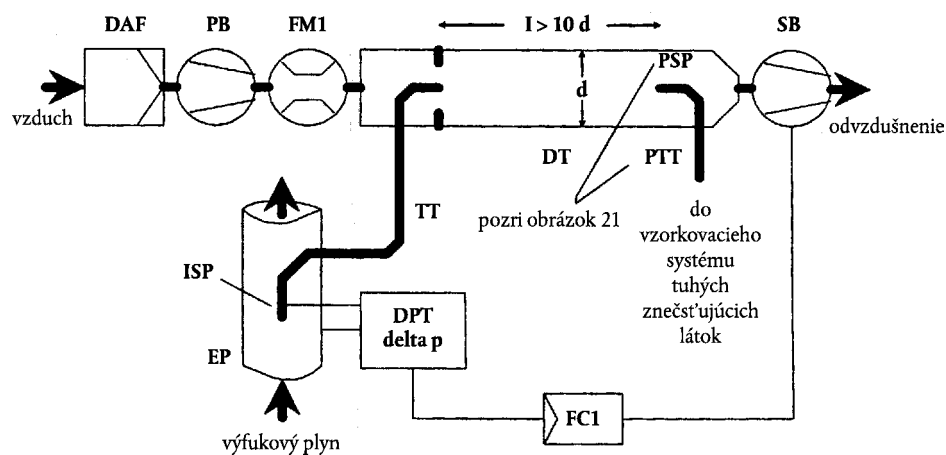 DAF
PB
FM1
l > 10 d
SB
PSP
d
vzduch
odvzdušnenie
DT
PTT
TT
pozri obrázok 21
do
vzorkovacieho
systému
tuhých
znečsťujúcich
látok
ISP
DPT
delta p
EP
FC1
výfukový plyn